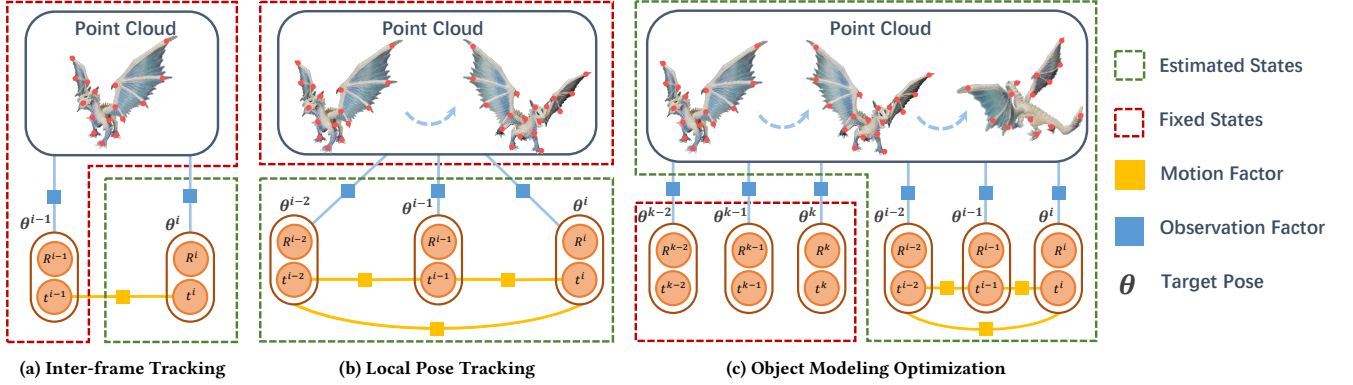 Point Cloud
θ^{i-1}
θ^{i}
R^{i-1}
R^{i}
t^{i-1}
t^{i}
(a) Inter-frame Tracking
Point Cloud
θ^{i-2}
θ^{i-1}
θ^{i}
R^{i-2}
R^{i-1}
R^{i}
t^{i-2}
t^{i-1}
t^{i}
(b) Local Pose Tracking
Point Cloud
θ^{k-2}
θ^{k-1}
θ^{k}
θ^{i-2}
θ^{i-1}
θ^{i}
R^{k-2}
R^{k-1}
R^{k}
R^{i-2}
R^{i-1}
R^{i}
t^{k-2}
t^{k-1}
t^{k}
t^{i-2}
t^{i-1}
t^{i}
(c) Object Modeling Optimization
Estimated States
Fixed States
Motion Factor
Observation Factor
θ Target Pose